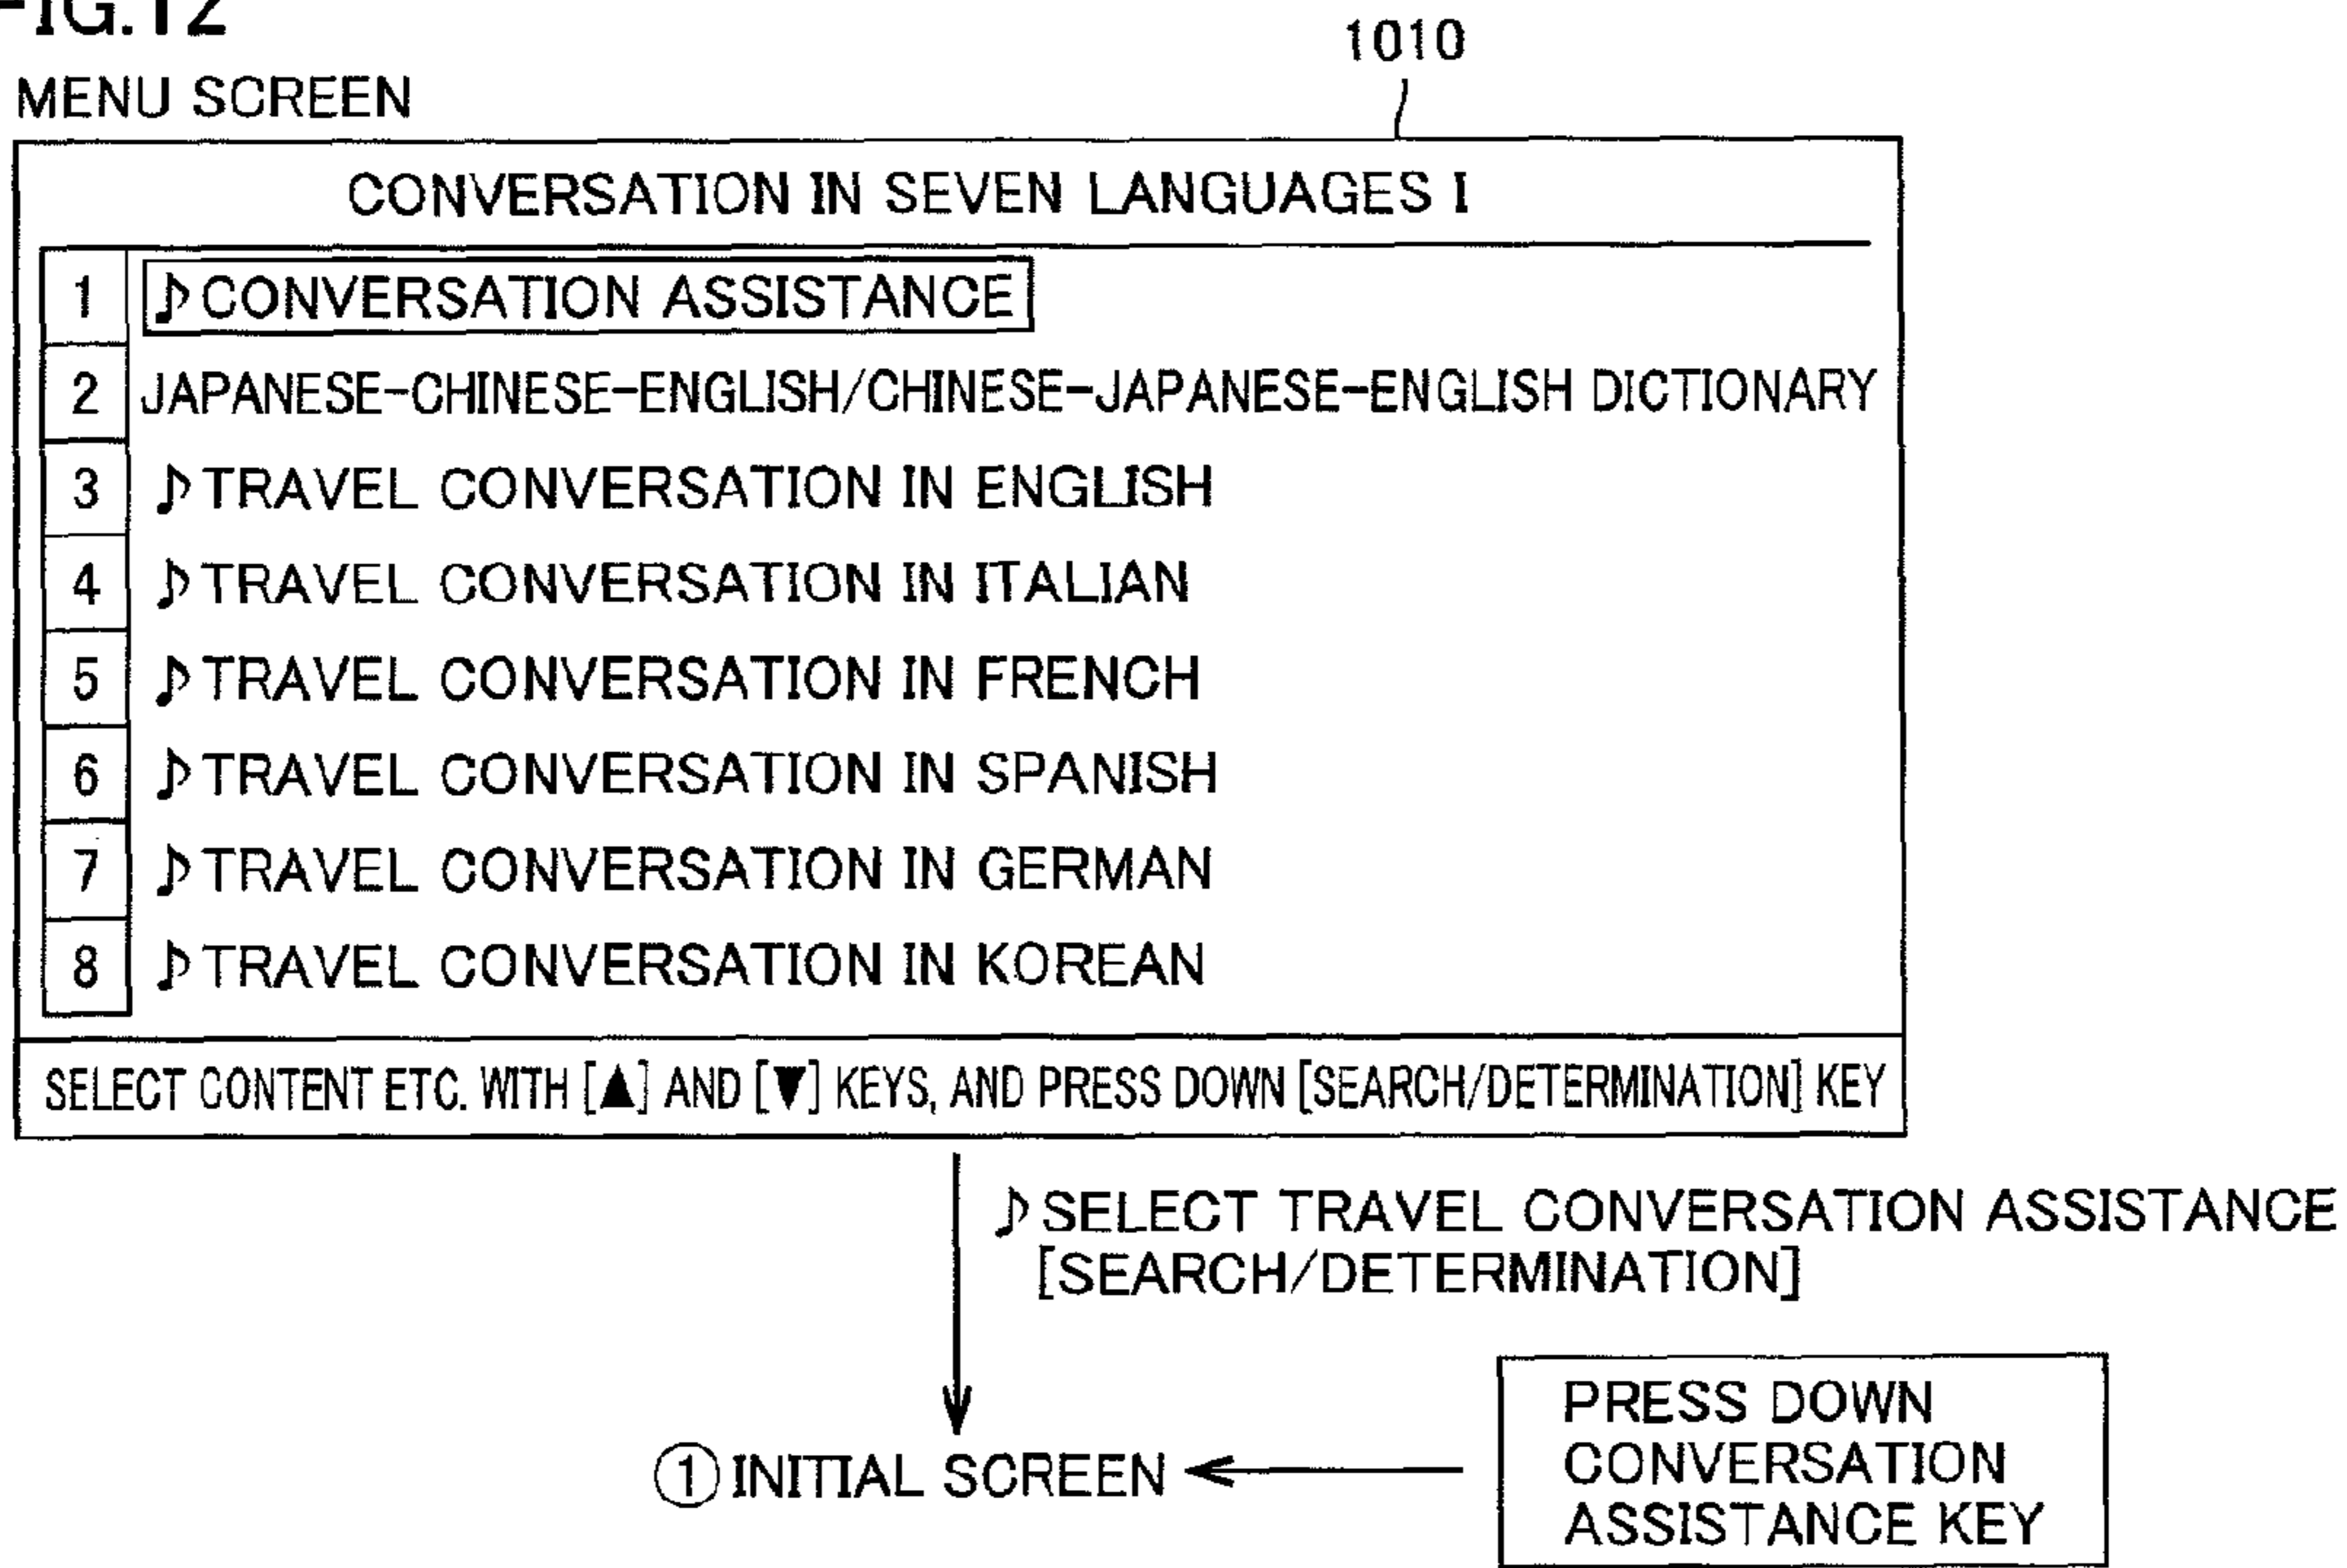 FIG.12
1010
MENU SCREEN
CONVERSATION IN SEVEN LANGUAGES I
1 ♪CONVERSATION ASSISTANCE
2 JAPANESE-CHINESE-ENGLISH/CHINESE-JAPANESE-ENGLISH DICTIONARY
3 ♪TRAVEL CONVERSATION IN ENGLISH
4 ♪TRAVEL CONVERSATION IN ITALIAN
5 ♪TRAVEL CONVERSATION IN FRENCH
6 ♪TRAVEL CONVERSATION IN SPANISH
7 ♪TRAVEL CONVERSATION IN GERMAN
8 ♪TRAVEL CONVERSATION IN KOREAN
SELECT CONTENT ETC. WITH [▲] AND [▼] KEYS, AND PRESS DOWN [SEARCH/DETERMINATION] KEY
♪SELECT TRAVEL CONVERSATION ASSISTANCE
[SEARCH/DETERMINATION]
① INITIAL SCREEN
PRESS DOWN
CONVERSATION
ASSISTANCE KEY